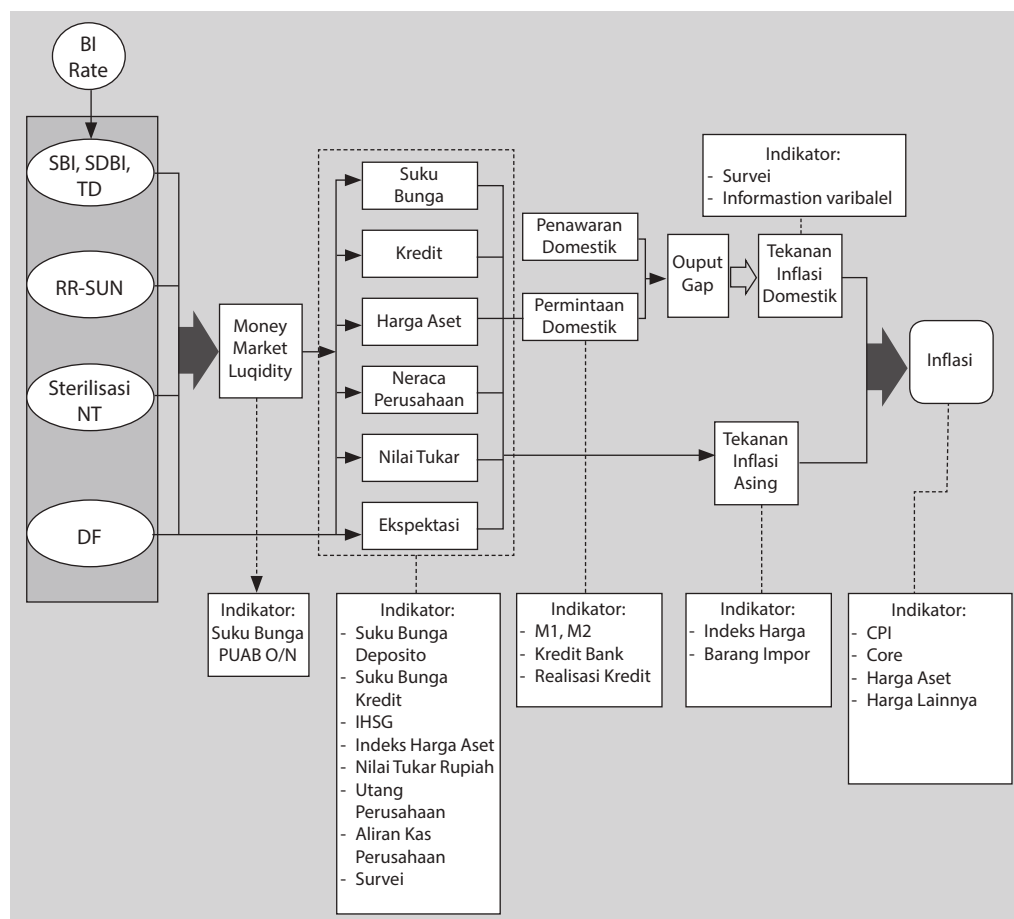 BI
Rate
SBI, SDBI,
TD
RR-SUN
Sterilisasi
NT
DF
Money
Market
Luqidity
Indikator:
Suku Bunga
PUAB O/N
Suku
Bunga
Kredit
Harga Aset
Neraca
Perusahaan
Nilai Tukar
Ekspektasi
Indikator:
- Suku Bunga
Deposito
- Suku Bunga
Kredit
- IHSG
- Indeks Harga Aset
- Nilai Tukar Rupiah
- Utang
Perusahaan
- Aliran Kas
Perusahaan
- Survei
Penawaran
Domestik
Permintaan
Domestik
Indikator:
- M1, M2
- Kredit Bank
- Realisasi Kredit
Ouput
Gap
Indikator:
- Survei
- Informastion varibalel
Tekanan
Inflasi
Domestik
Tekanan
Inflasi
Asing
Indikator:
- Indeks Harga
- Barang Impor
Inflasi
Indikator:
- CPI
- Core
- Harga Aset
- Harga Lainnya